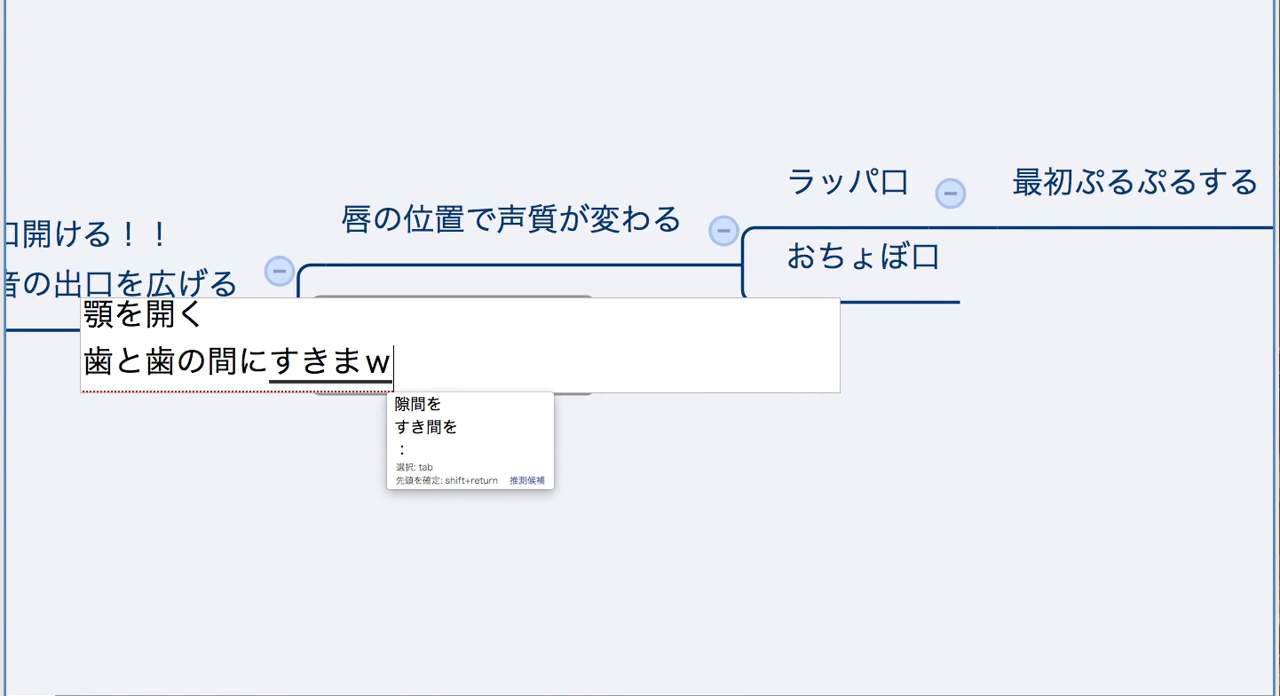 ラッパ口
最初ぷるぷるする
唇の位置で声質が変わる
口開ける！！
おちょぼ口
音の出口を広げる
顎を開く
歯と歯の間にすきまｗ
隙間を
すき間を
：
選択: tab
先頭を確定: shift+return 推測候補